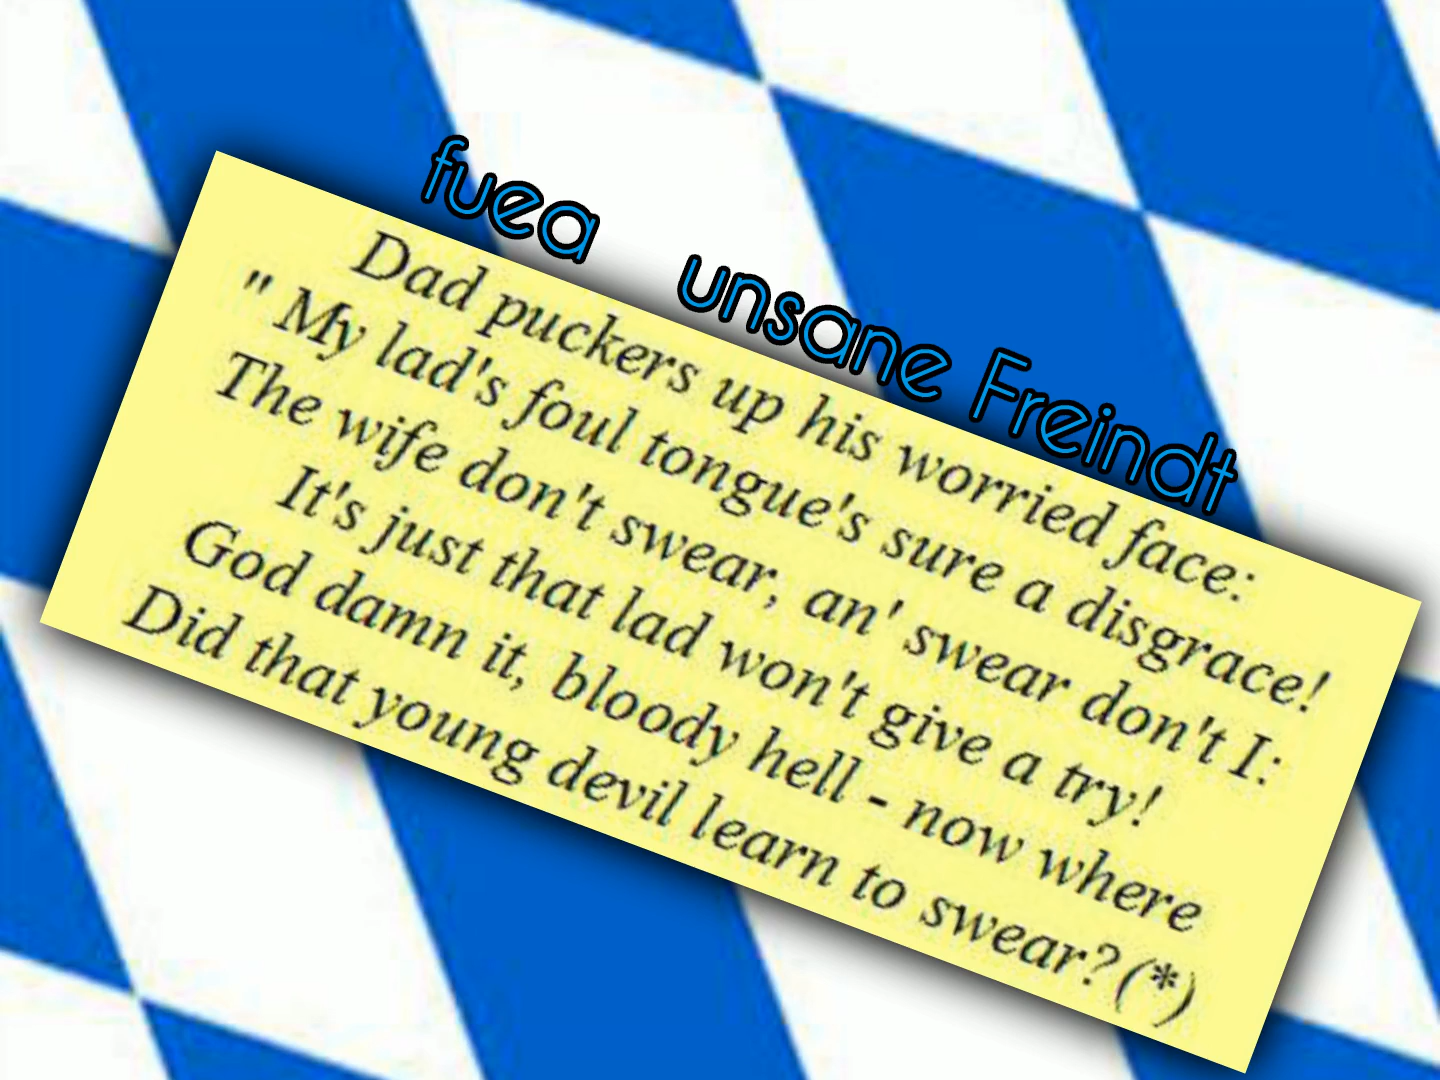 fuea unsane Freindt
Dad puckers up his worried face:
" My lad's foul tongue's sure a disgrace!
The wife don't swear, an' swear don't I:
It's just that lad won't give a try!
God damn it, bloody hell - now where
Did that young devil learn to swear?(*)